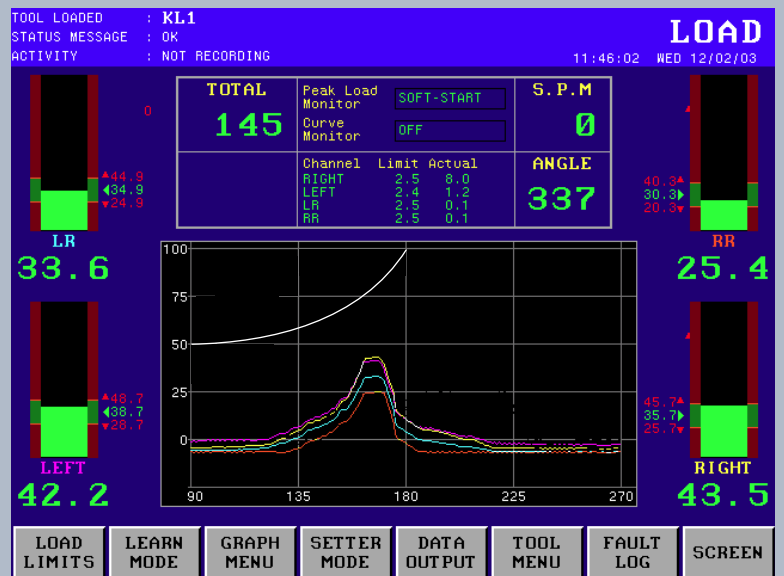 TOOL LOADED : KL1
STATUS MESSAGE : OK
ACTIVITY : NOT RECORDING
LOAD
11:46:02 WED 12/02/03
TOTAL
145
Peak Load Monitor SOFT-START
Curve Monitor OFF
S.P.M
0
Channel Limit Actual
RIGHT 2.5 8.0
LEFT 2.4 1.2
LR 2.5 0.1
RR 2.5 0.1
ANGLE
337
0
44.9
34.9
24.9
LR
33.6
40.3
30.3
20.3
RR
25.4
48.7
38.7
28.7
LEFT
42.2
45.7
35.7
25.7
RIGHT
43.5
100
75
50
25
0
90 135 180 225 270
LOAD LIMITS
LEARN MODE
GRAPH MENU
SETTER MODE
DATA OUTPUT
TOOL MENU
FAULT LOG
SCREEN